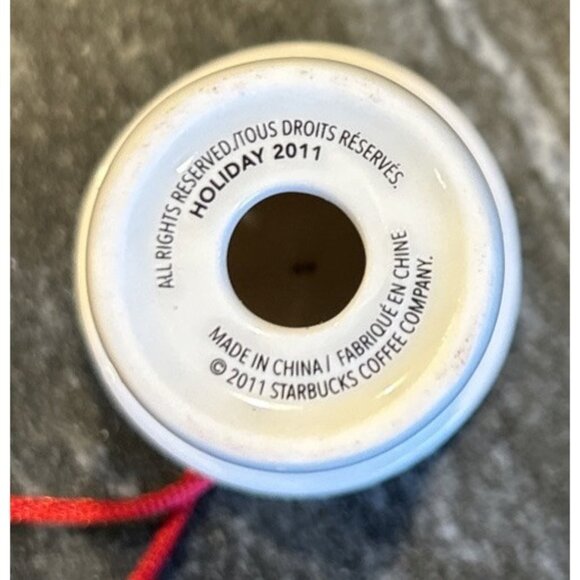 ALL RIGHTS RESERVED./TOUS DROITS RÉSERVÉS.
HOLIDAY 2011
MADE IN CHINA / FABRIQUÉ EN CHINE
© 2011 STARBUCKS COFFEE COMPANY.